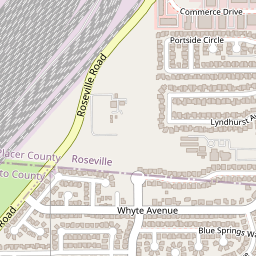 Commerce Drive
Portside Circle
Roseville Road
Lyndhurst
Placer County
Roseville
to County
Road
Whyte Avenue
Blue Springs Wa